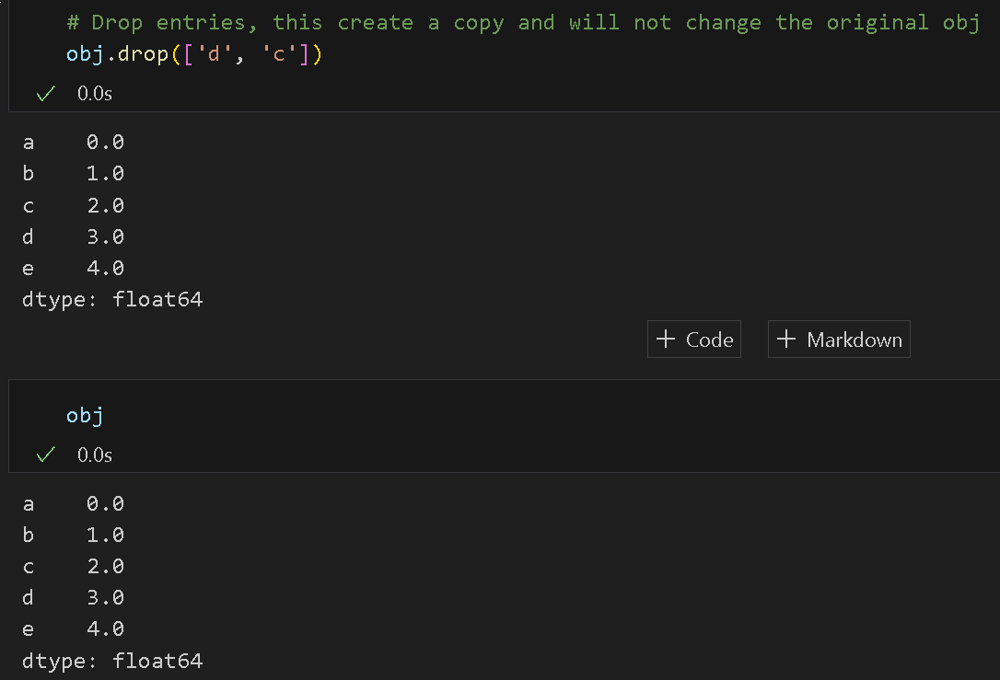 # Drop entries, this create a copy and will not change the original obj
obj.drop(['d', 'c'])
✓ 0.0s
a 0.0
b 1.0
c 2.0
d 3.0
e 4.0
dtype: float64
+ Code + Markdown
obj
✓ 0.0s
a 0.0
b 1.0
c 2.0
d 3.0
e 4.0
dtype: float64